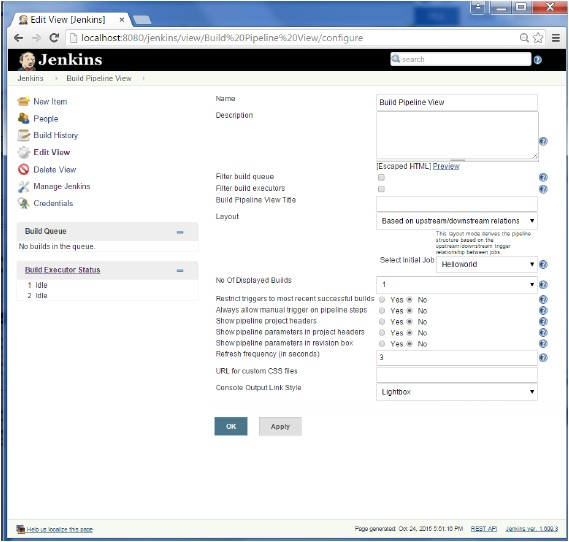 Edit View [Jenkins]
localhost:8080/jenkins/view/Build%20Pipeline%20View/configure
Jenkins
search
Jenkins
Build Pipeline View
New Item
People
Build History
Edit View
Delete View
Manage Jenkins
Credentials
Build Queue
No builds in the queue.
Build Executor Status
1 Idle
2 Idle
Name
Build Pipeline View
Description
[Escaped HTML] Preview
Filter build queue
Filter build executors
Build Pipeline View Title
Layout
Based on upstream/downstream relations
This layout mode derives the pipeline
structure based on the
upstream/downstream trigger
relationship between jobs.
Select Initial Job
Helloworld
No Of Displayed Builds
1
Restrict triggers to most recent successful builds Yes No
Always allow manual trigger on pipeline steps Yes No
Show pipeline project headers Yes No
Show pipeline parameters in project headers Yes No
Show pipeline parameters in revision box Yes No
Refresh frequency (in seconds)
3
URL for custom CSS files
Console Output Link Style
Lightbox
OK
Apply
Help us localize this page
Page generated: Oct 24, 2015 5:51:16 PM
REST API
Jenkins ver. 1.609.3